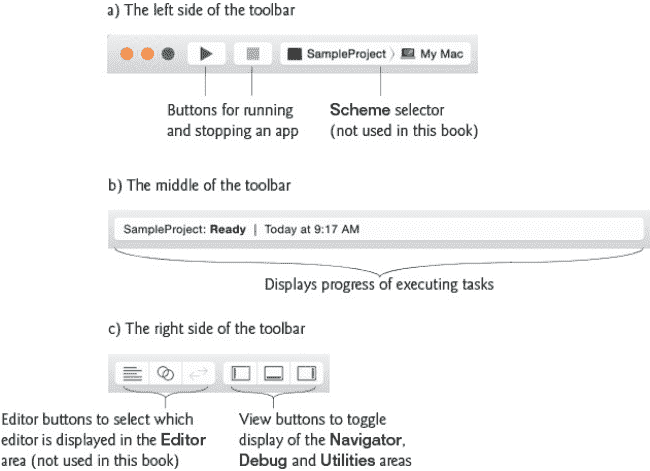 a) The left side of the toolbar
SampleProject 〉 My Mac
Buttons for running
and stopping an app
Scheme selector
(not used in this book)
b) The middle of the toolbar
SampleProject: Ready | Today at 9:17 AM
Displays progress of executing tasks
c) The right side of the toolbar
Editor buttons to select which
editor is displayed in the Editor
area (not used in this book)
View buttons to toggle
display of the Navigator,
Debug and Utilities areas